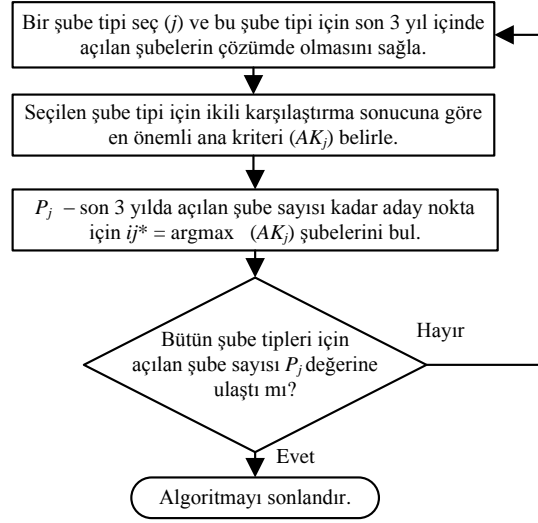 Bir şube tipi seç (j) ve bu şube tipi için son 3 yıl içinde
açılan şubelerin çözümde olmasını sağla.
Seçilen şube tipi için ikili karşılaştırma sonucuna göre
en önemli ana kriteri (AKj) belirle.
Pj – son 3 yılda açılan şube sayısı kadar aday nokta
için ij* = argmax (AKj) şubelerini bul.
Bütün şube tipleri için
açılan şube sayısı Pj değerine
ulaştı mı?
Hayır
Evet
Algoritmayı sonlandır.